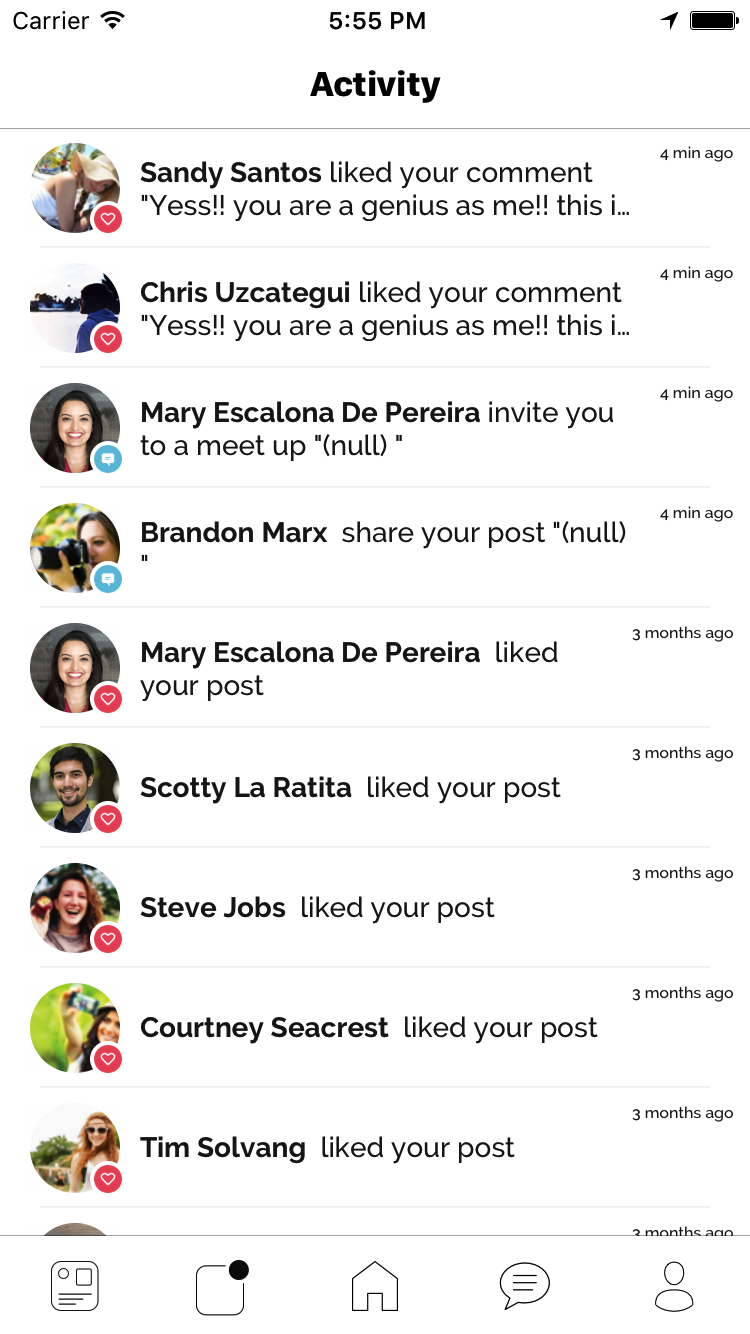 Carrier 5:55 PM
Activity
4 min ago
Sandy Santos liked your comment
"Yess!! you are a genius as me!! this i...
4 min ago
Chris Uzcategui liked your comment
"Yess!! you are a genius as me!! this i...
4 min ago
Mary Escalona De Pereira invite you
to a meet up "(null) "
4 min ago
Brandon Marx share your post "(null)
"
3 months ago
Mary Escalona De Pereira liked
your post
3 months ago
Scotty La Ratita liked your post
3 months ago
Steve Jobs liked your post
3 months ago
Courtney Seacrest liked your post
3 months ago
Tim Solvang liked your post
3 months ago